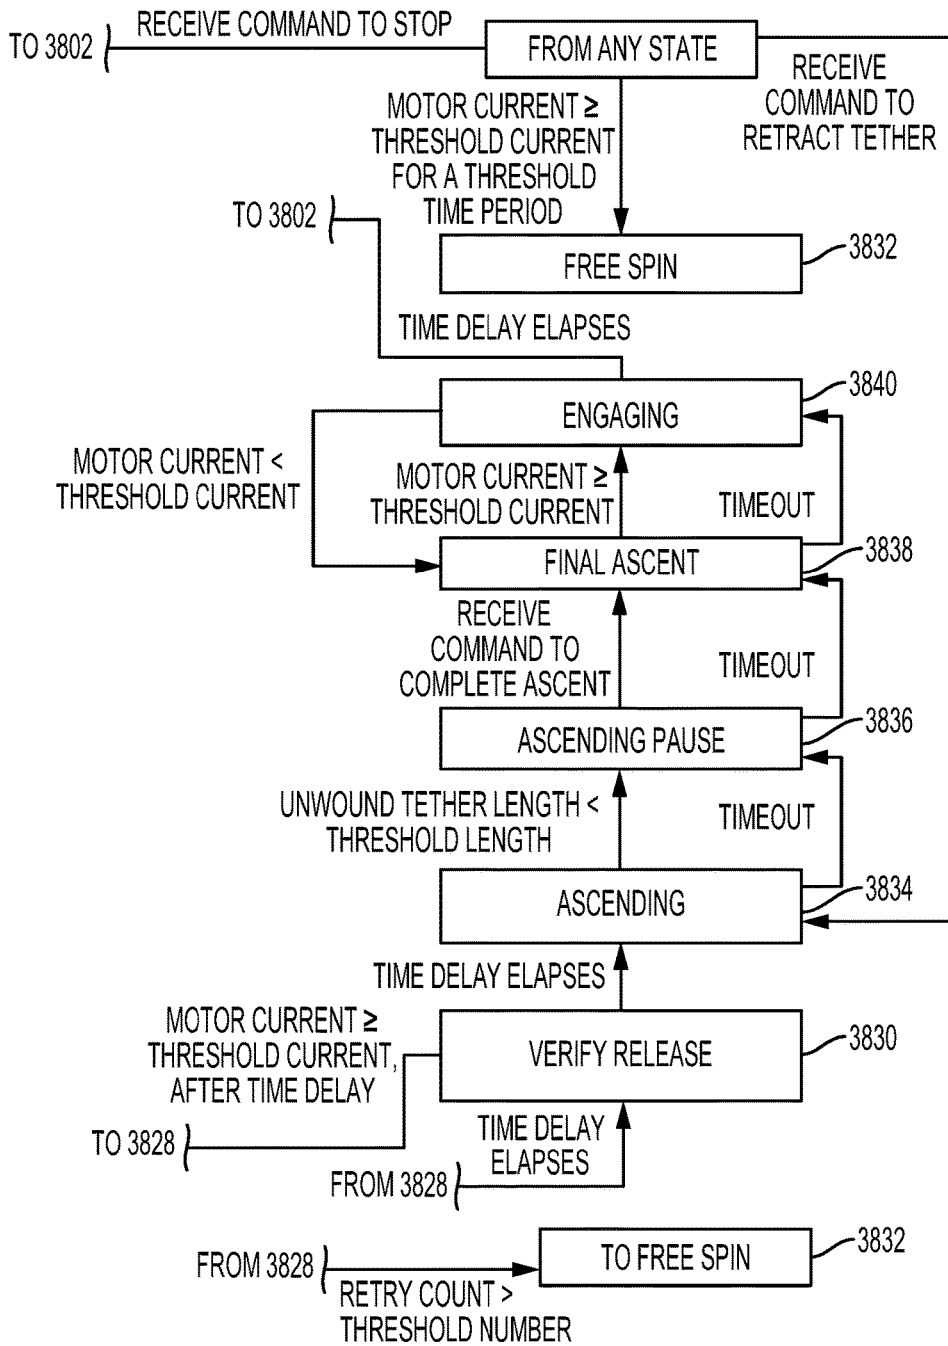 RECEIVE COMMAND TO STOP
TO 3802
FROM ANY STATE
RECEIVE
COMMAND TO
RETRACT TETHER
MOTOR CURRENT ≥
THRESHOLD CURRENT
FOR A THRESHOLD
TIME PERIOD
TO 3802
FREE SPIN
3832
TIME DELAY ELAPSES
3840
ENGAGING
MOTOR CURRENT <
THRESHOLD CURRENT
MOTOR CURRENT ≥
THRESHOLD CURRENT
TIMEOUT
FINAL ASCENT
3838
RECEIVE
COMMAND TO
COMPLETE ASCENT
TIMEOUT
ASCENDING PAUSE
3836
UNWOUND TETHER LENGTH <
THRESHOLD LENGTH
TIMEOUT
ASCENDING
3834
TIME DELAY ELAPSES
MOTOR CURRENT ≥
THRESHOLD CURRENT,
AFTER TIME DELAY
VERIFY RELEASE
3830
TO 3828
TIME DELAY
ELAPSES
FROM 3828
FROM 3828
TO FREE SPIN
3832
RETRY COUNT >
THRESHOLD NUMBER